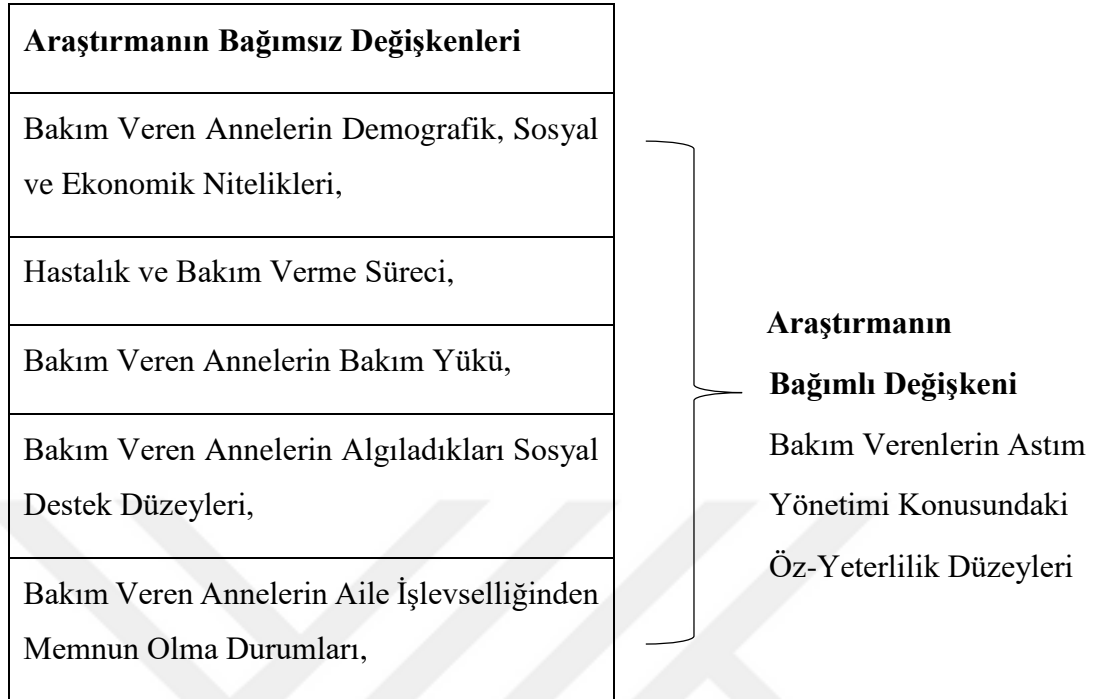 Araştırmanın Bağımsız Değişkenleri
Bakım Veren Annelerin Demografik, Sosyal
ve Ekonomik Nitelikleri,
Hastalık ve Bakım Verme Süreci,
Bakım Veren Annelerin Bakım Yükü,
Bakım Veren Annelerin Algıladıkları Sosyal
Destek Düzeyleri,
Bakım Veren Annelerin Aile İşlevselliğinden
Memnun Olma Durumları,
Araştırmanın
Bağımlı Değişkeni
Bakım Verenlerin Astım
Yönetimi Konusundaki
Öz-Yeterlilik Düzeyleri